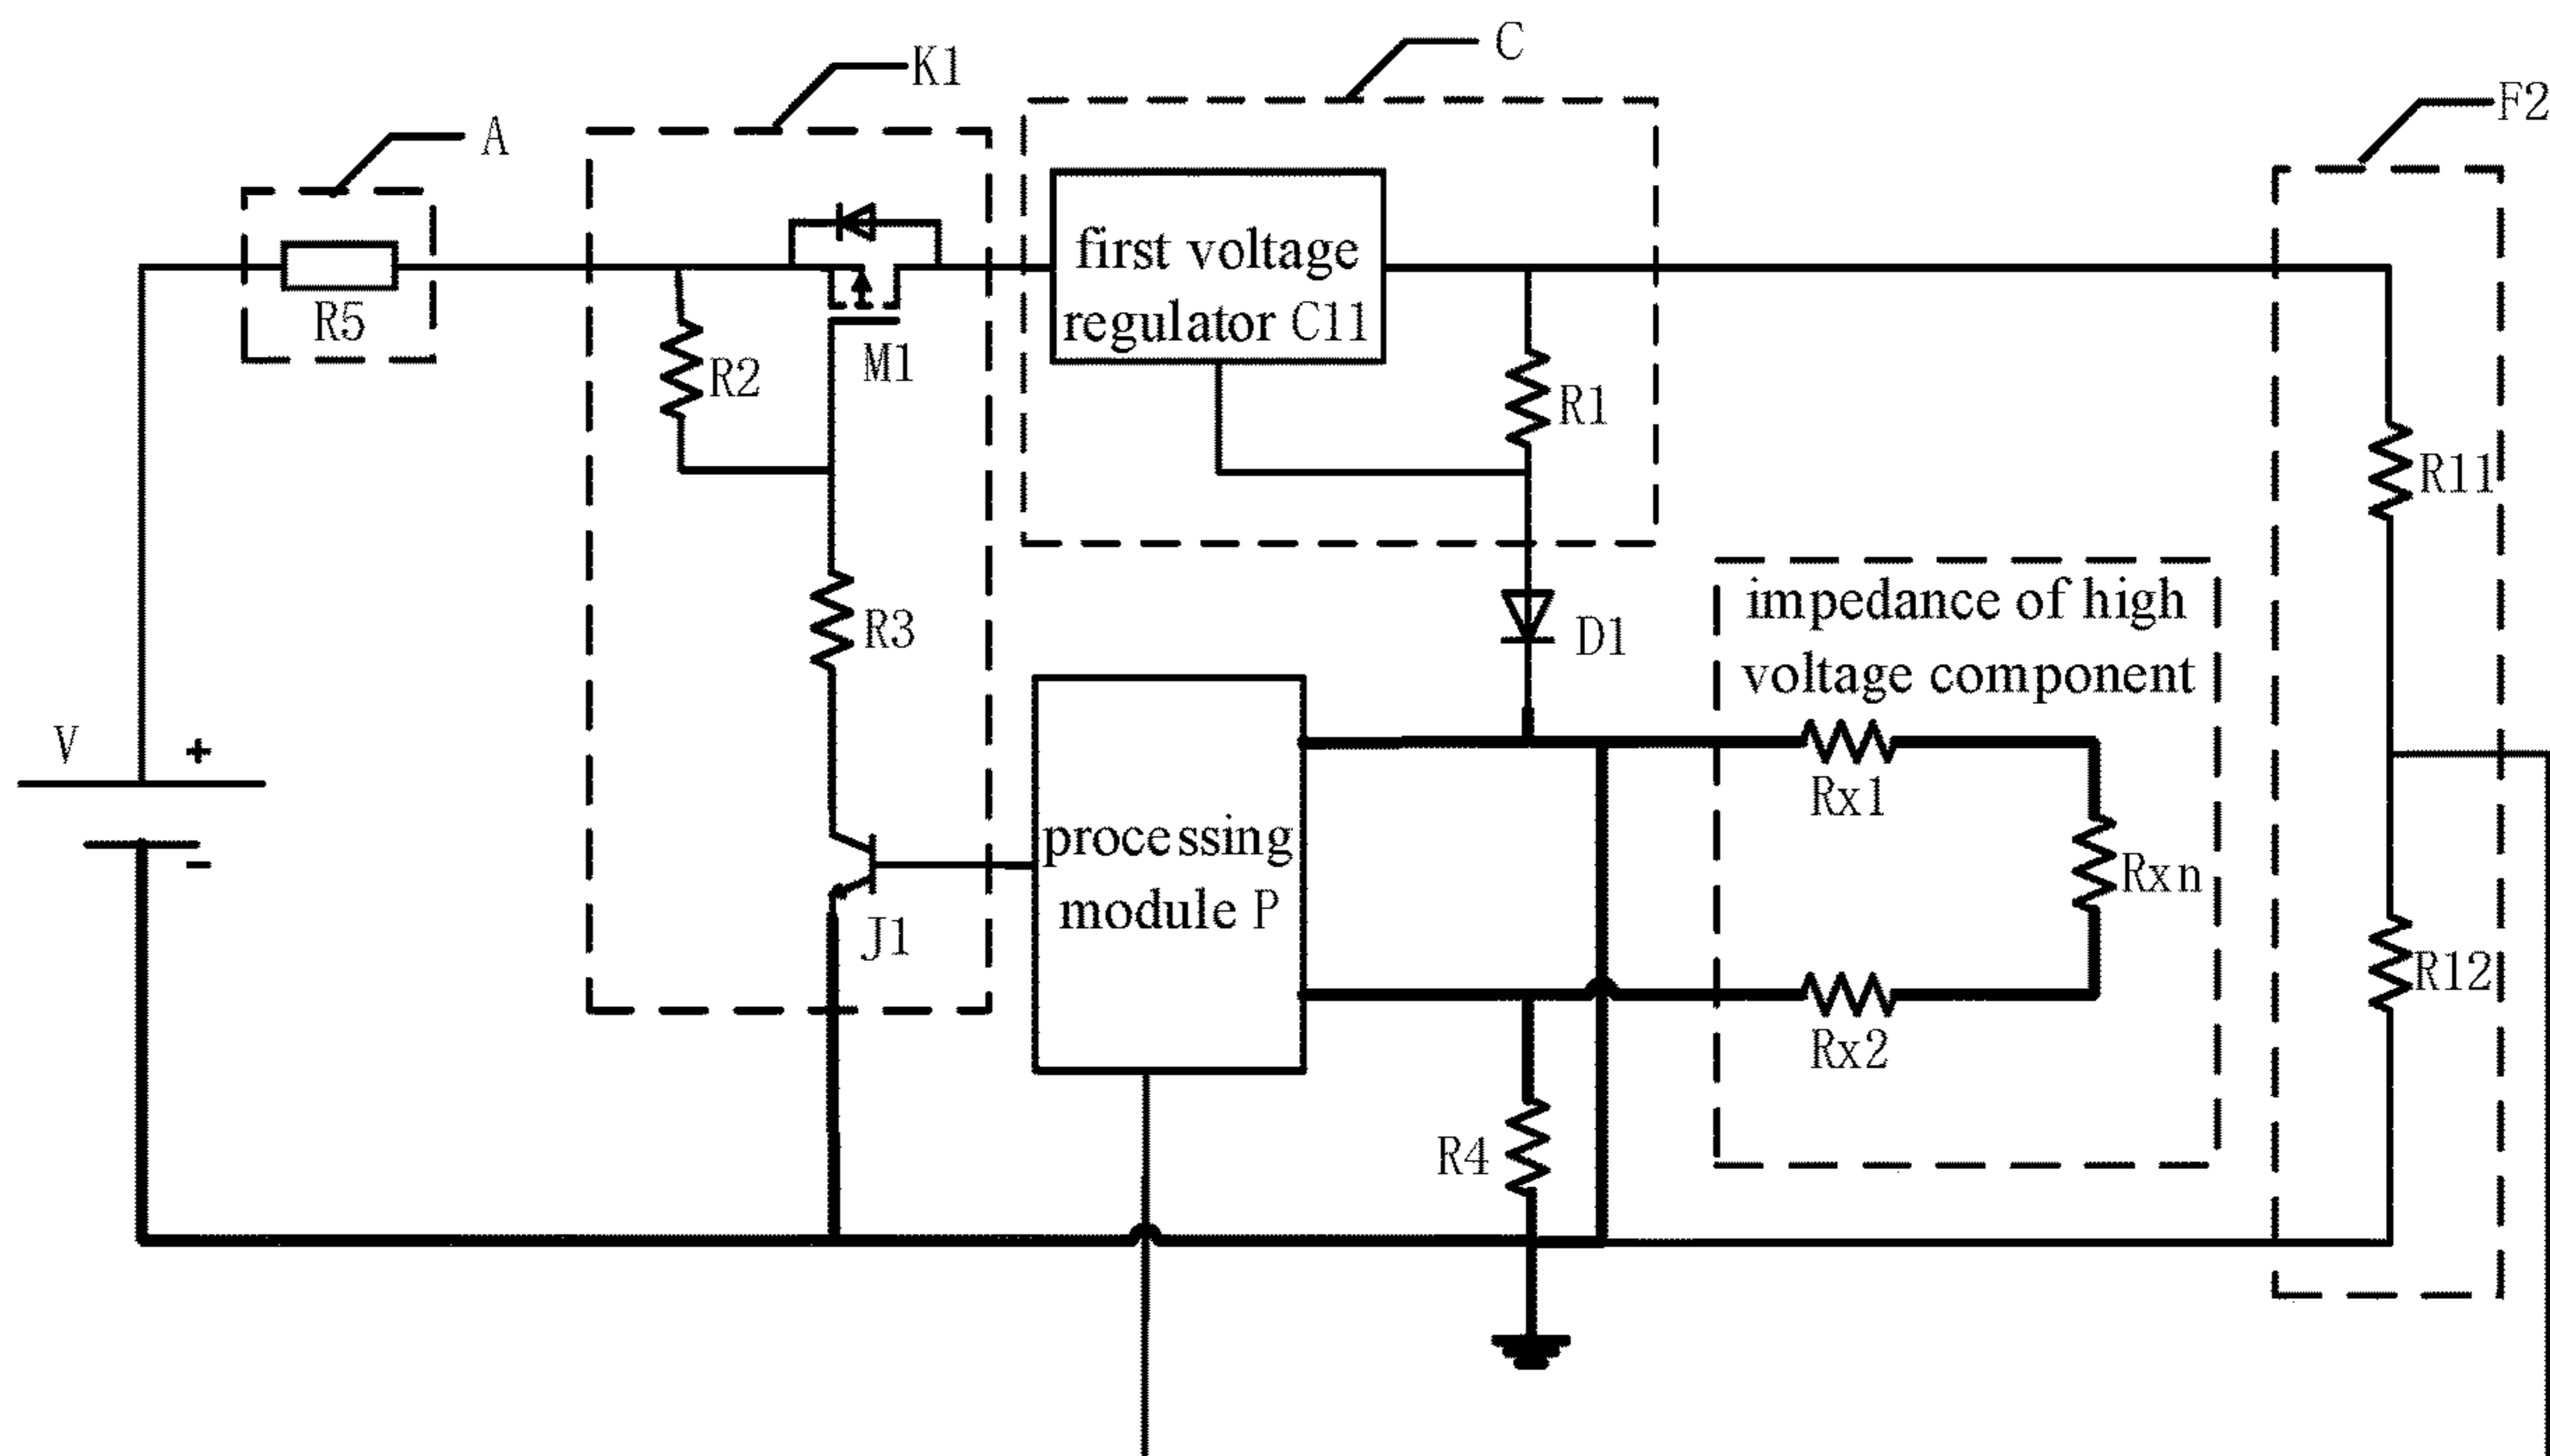 C
K1
F2
A
first voltage
regulator C11
R5
M1
R2
R1
R11
impedance of high
voltage component
R3
D1
V
+
-
Rx1
processing
module P
Rxn
J1
R12
Rx2
R4